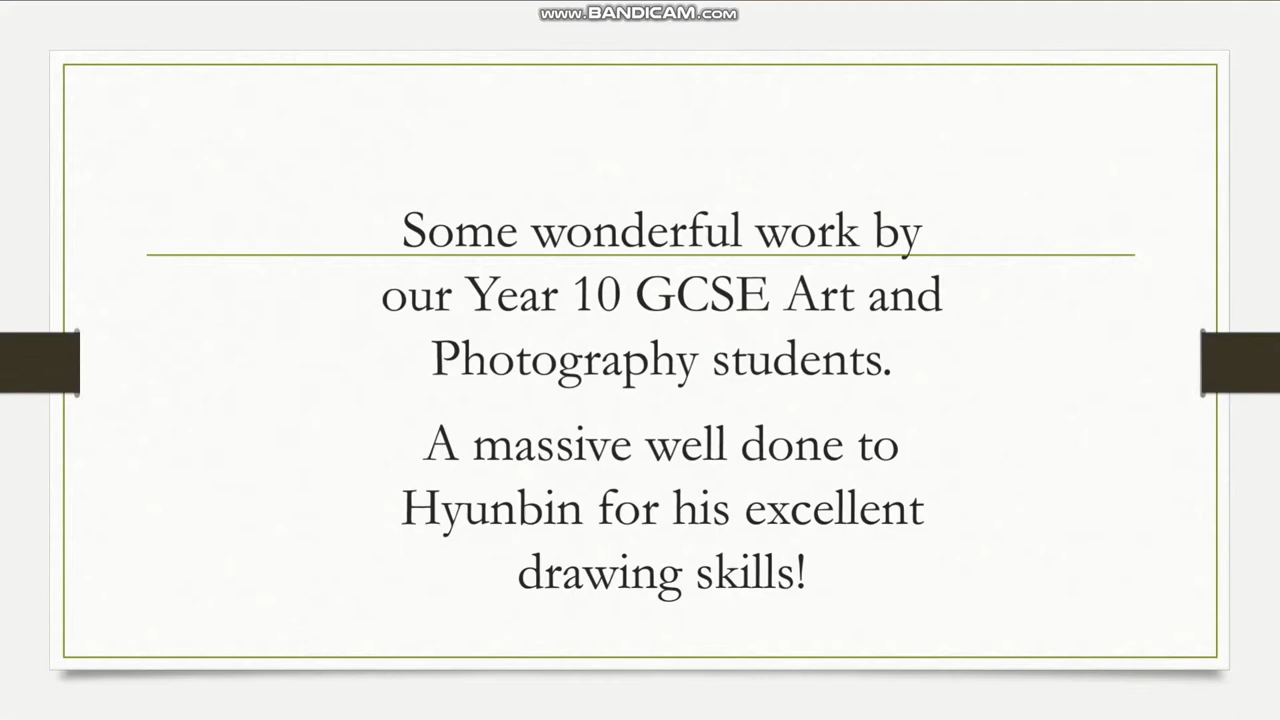 www.BANDICAM.com
Some wonderful work by
our Year 10 GCSE Art and
Photography students.
A massive well done to
Hyunbin for his excellent
drawing skills!